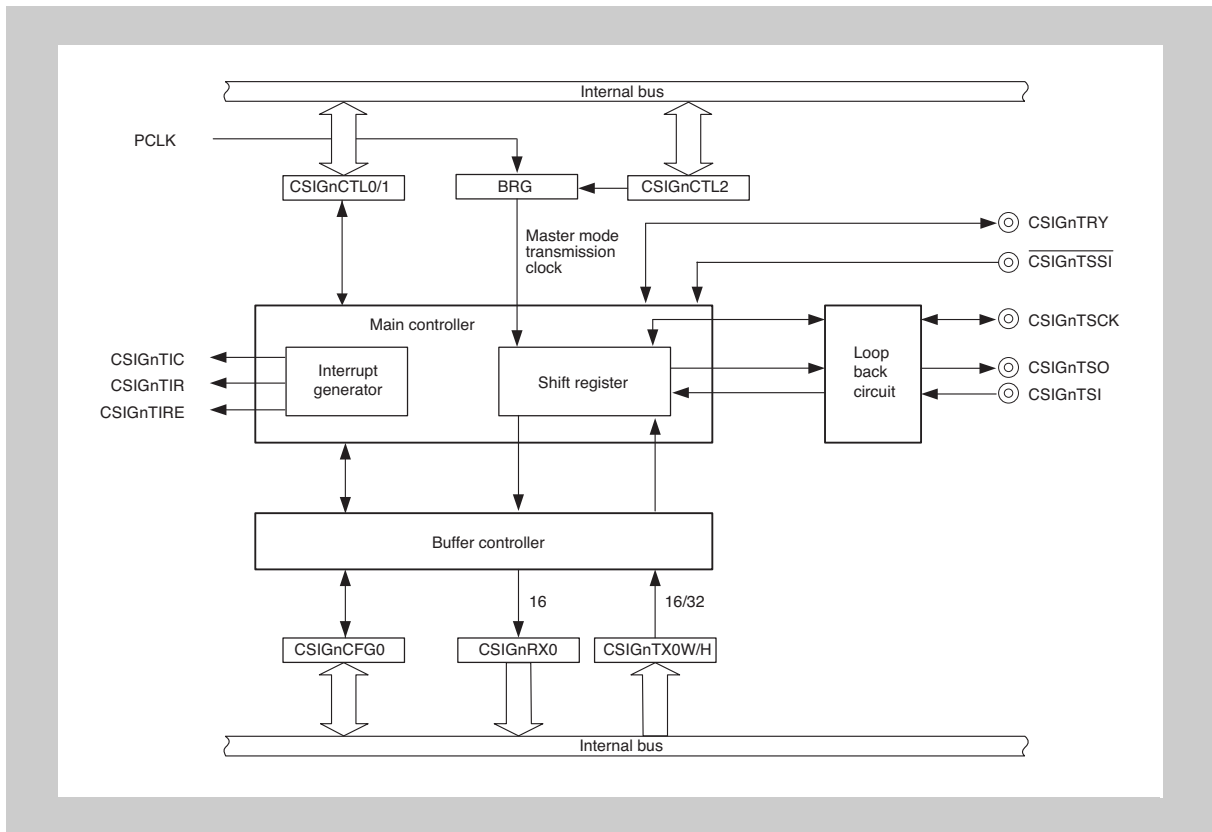 Internal bus
PCLK
CSIGnCTL0/1
BRG
CSIGnCTL2
Master mode
transmission
clock
CSIGnTRY
CSIGnTSSI
Main controller
CSIGnTSCK
Interrupt
generator
Shift register
Loop
back
circuit
CSIGnTIC
CSIGnTIR
CSIGnTIRE
CSIGnTSO
CSIGnTSI
Buffer controller
16
16/32
CSIGnCFG0
CSIGnRX0
CSIGnTX0W/H
Internal bus